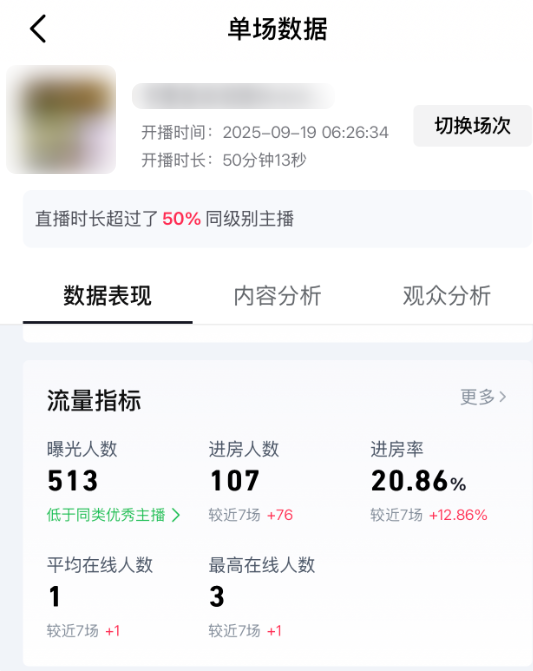 单场数据
开播时间：2025-09-19 06:26:34
开播时长：50分钟13秒
切换场次
直播时长超过了 50% 同级别主播
数据表现 内容分析 观众分析
流量指标 更多
曝光人数 进房人数 进房率
513 107 20.86%
低于同类优秀主播 较近7场 +76 较近7场 +12.86%
平均在线人数 最高在线人数
1 3
较近7场 +1 较近7场 +1